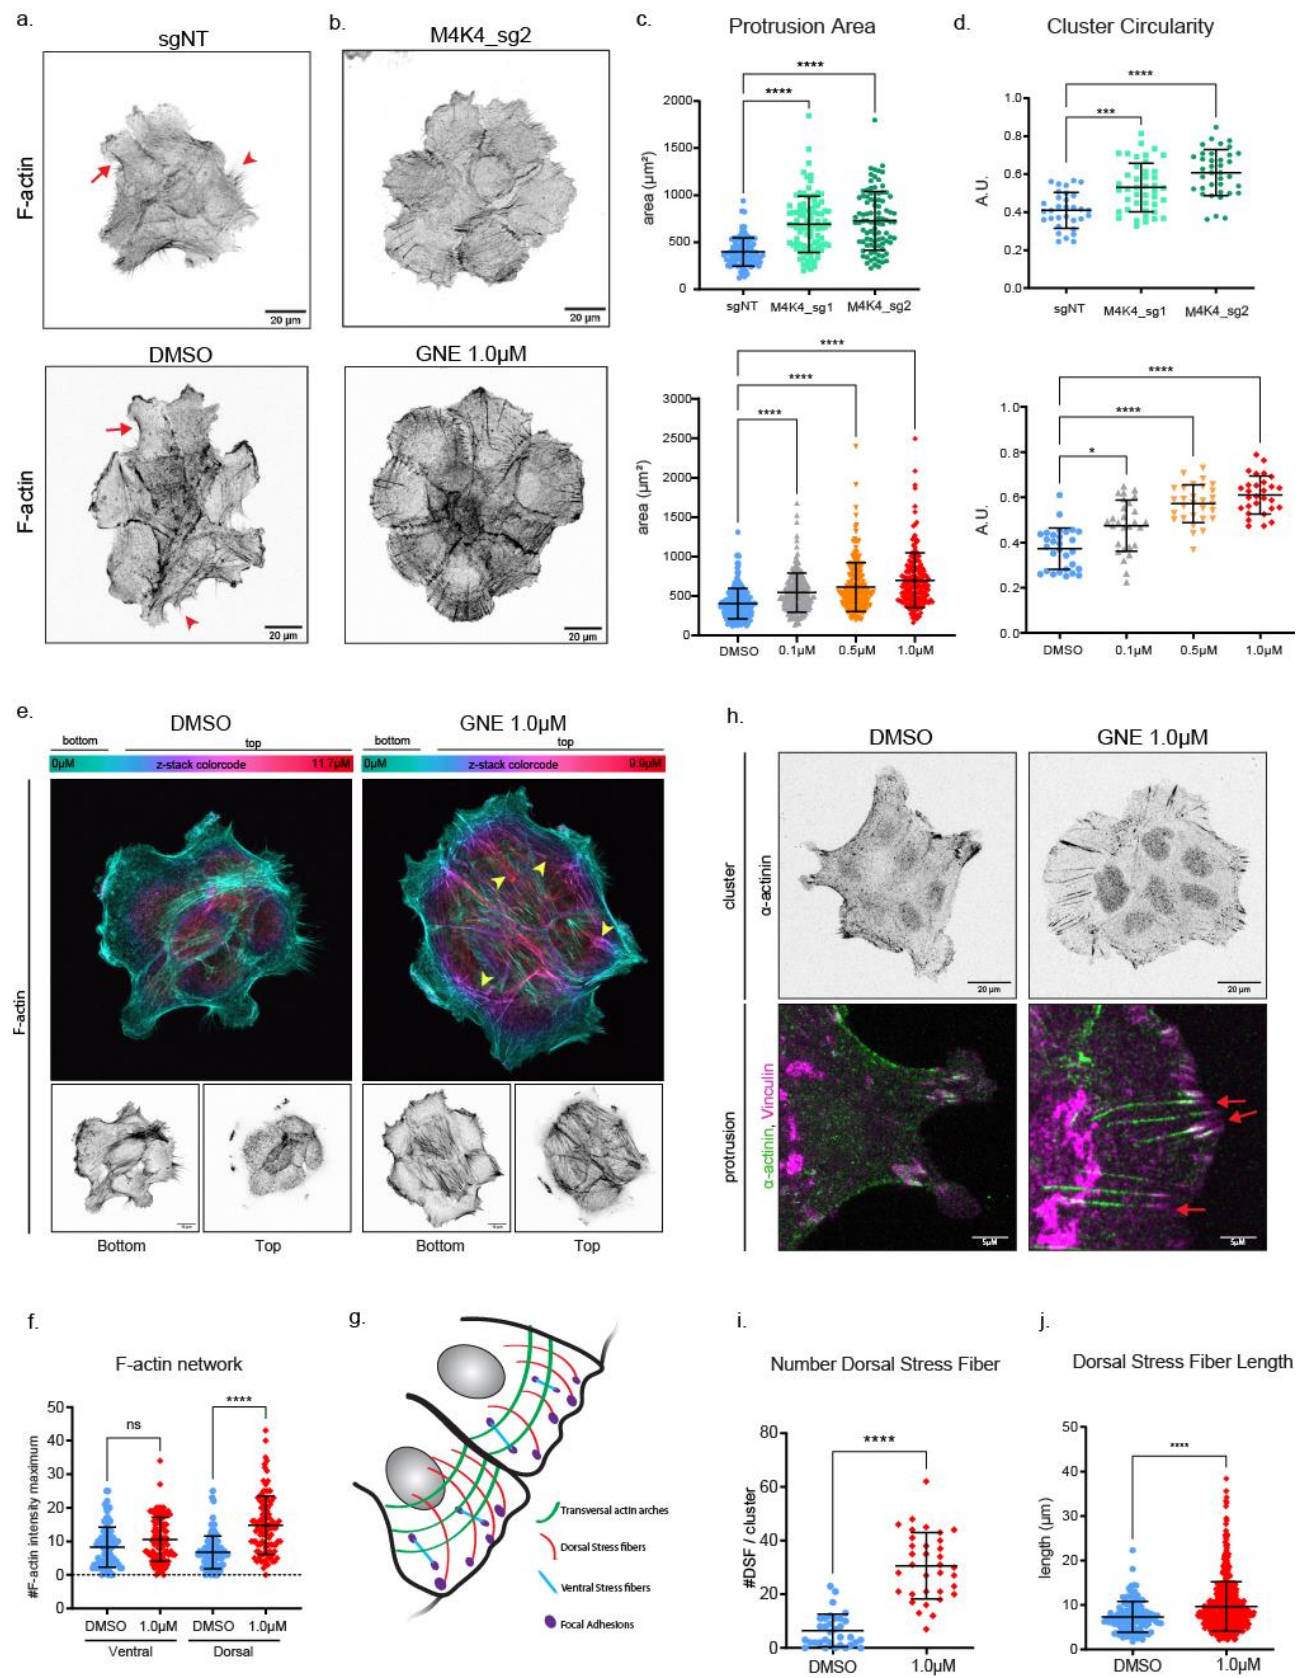 a.
sgNT
F-actin
20 µm
DMSO
F-actin
20 µm
b.
M4K4_sg2
20 µm
GNE 1.0µM
20 µm
c.
Protrusion Area
****
****
area (µm²)
2000
1500
1000
500
0
sgNT
M4K4_sg1
M4K4_sg2
****
****
****
area (µm²)
3000
2500
2000
1500
1000
500
0
DMSO
0.1µM
0.5µM
1.0µM
d.
Cluster Circularity
****
***
A.U.
1.0
0.8
0.6
0.4
0.2
0.0
sgNT
M4K4_sg1
M4K4_sg2
****
****
*
A.U.
1.0
0.8
0.6
0.4
0.2
0.0
DMSO
0.1µM
0.5µM
1.0µM
e.
DMSO
bottom
top
0µM
z-stack colorcode
11.7µM
GNE 1.0µM
bottom
top
0µM
z-stack colorcode
9.9µM
F-actin
Bottom
Top
Bottom
Top
h.
DMSO
GNE 1.0µM
cluster
α-actinin
20 µm
20 µm
protrusion
α-actinin, Vinculin
5µM
5µM
f.
F-actin network
ns
****
#F-actin intensity maximum
50
40
30
20
10
0
DMSO
1.0µM
DMSO
1.0µM
Ventral
Dorsal
g.
Transversal actin arches
Dorsal Stress fibers
Ventral Stress fibers
Focal Adhesions
i.
Number Dorsal Stress Fiber
****
#DSF / cluster
80
60
40
20
0
DMSO
1.0µM
j.
Dorsal Stress Fiber Length
****
length (µm)
50
40
30
20
10
0
DMSO
1.0µM